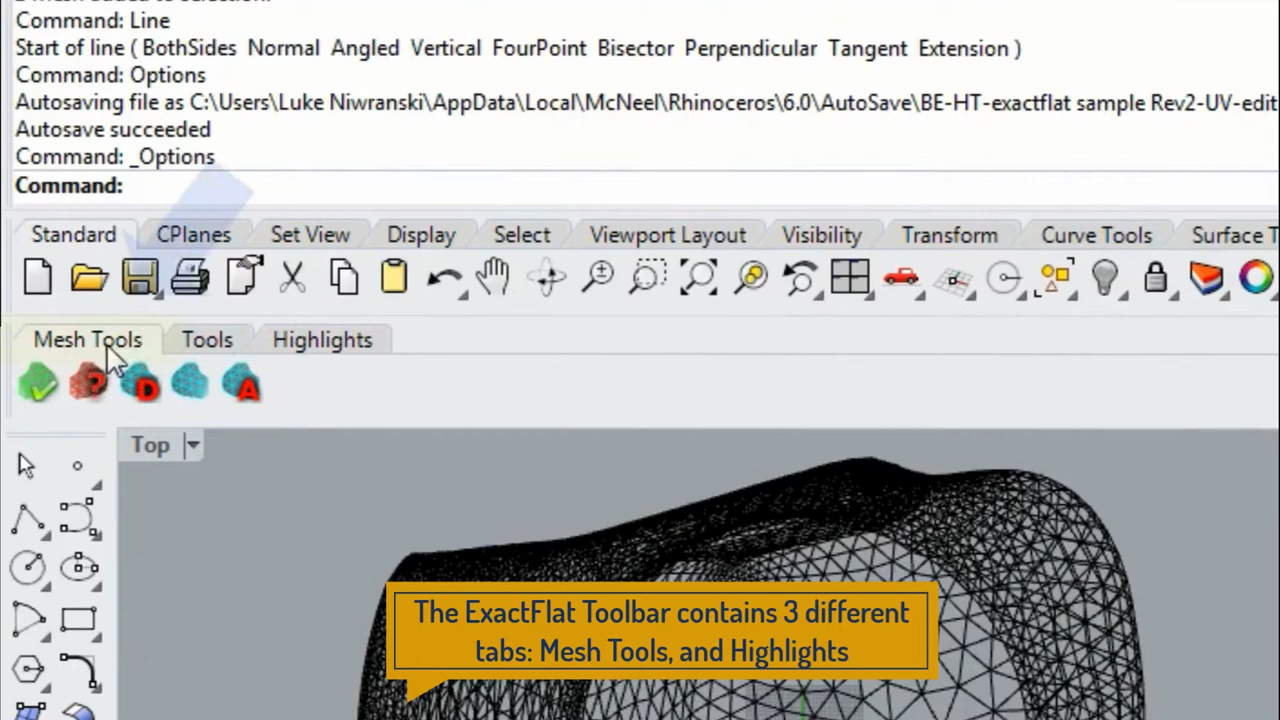 Command: Line
Start of line ( BothSides Normal Angled Vertical FourPoint Bisector Perpendicular Tangent Extension )
Command: Options
Autosaving file as C:\Users\Luke Niwranski\AppData\Local\McNeel\Rhinoceros\6.0\AutoSave\BE-HT-exactflat sample Rev2-UV-edit
Autosave succeeded
Command: _Options
Command:
Standard CPlanes Set View Display Select Viewport Layout Visibility Transform Curve Tools Surface T
Mesh Tools Tools Highlights
? D A
Top
The ExactFlat Toolbar contains 3 different
tabs: Mesh Tools, and Highlights